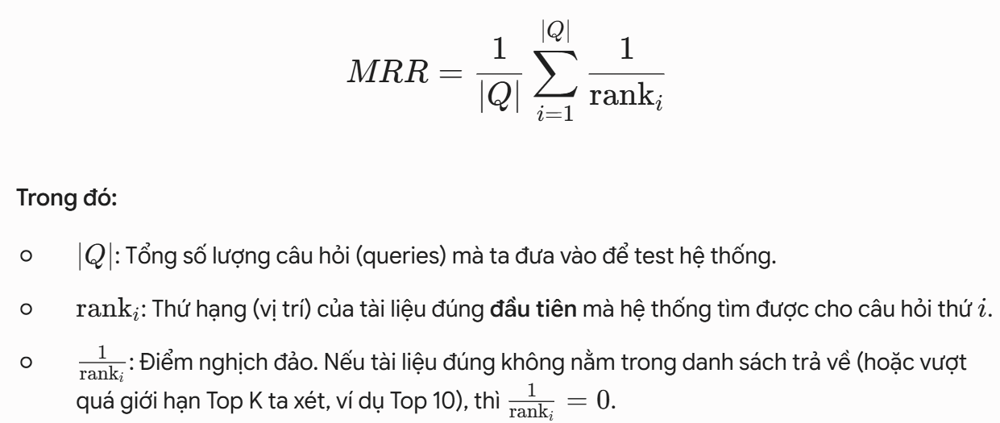 $MRR = \frac{1}{|Q|} \sum_{i=1}^{|Q|} \frac{1}{\text{rank}_i}$
Trong đó:
○ $|Q|$: Tổng số lượng câu hỏi (queries) mà ta đưa vào để test hệ thống.
○ $\text{rank}_i$: Thứ hạng (vị trí) của tài liệu đúng đầu tiên mà hệ thống tìm được cho câu hỏi thứ $i$.
○ $\frac{1}{\text{rank}_i}$: Điểm nghịch đảo. Nếu tài liệu đúng không nằm trong danh sách trả về (hoặc vượt
quá giới hạn Top K ta xét, ví dụ Top 10), thì $\frac{1}{\text{rank}_i} = 0$.